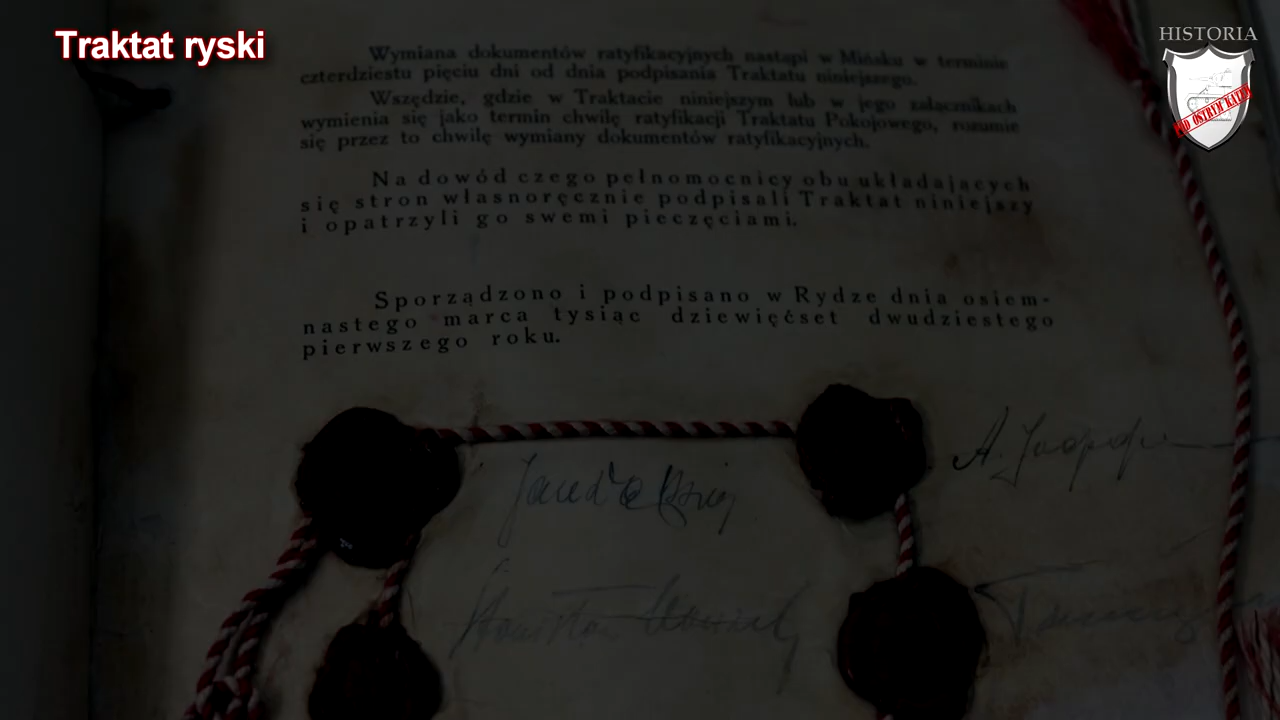 Traktat ryski
HISTORIA
POD OSTRYM KĄTEM
Wymiana dokumentów ratyfikacyjnych nastąpi w Mińsku w terminie
czterdziestu pięciu dni od dnia podpisania Traktatu niniejszego.
Wszędzie, gdzie w Traktacie niniejszym lub w jego załącznikach
wymienia się jako termin chwilę ratyfikacji Traktatu Pokojowego, rozumie
się przez to chwilę wymiany dokumentów ratyfikacyjnych.
Na dowód czego pełnomocnicy obu układających
się stron własnoręcznie podpisali Traktat niniejszy
i opatrzyli go swemi pieczęciami.
Sporządzono i podpisano w Rydze dnia osiem-
nastego marca tysiąc dziewięćset dwudziestego
pierwszego roku.